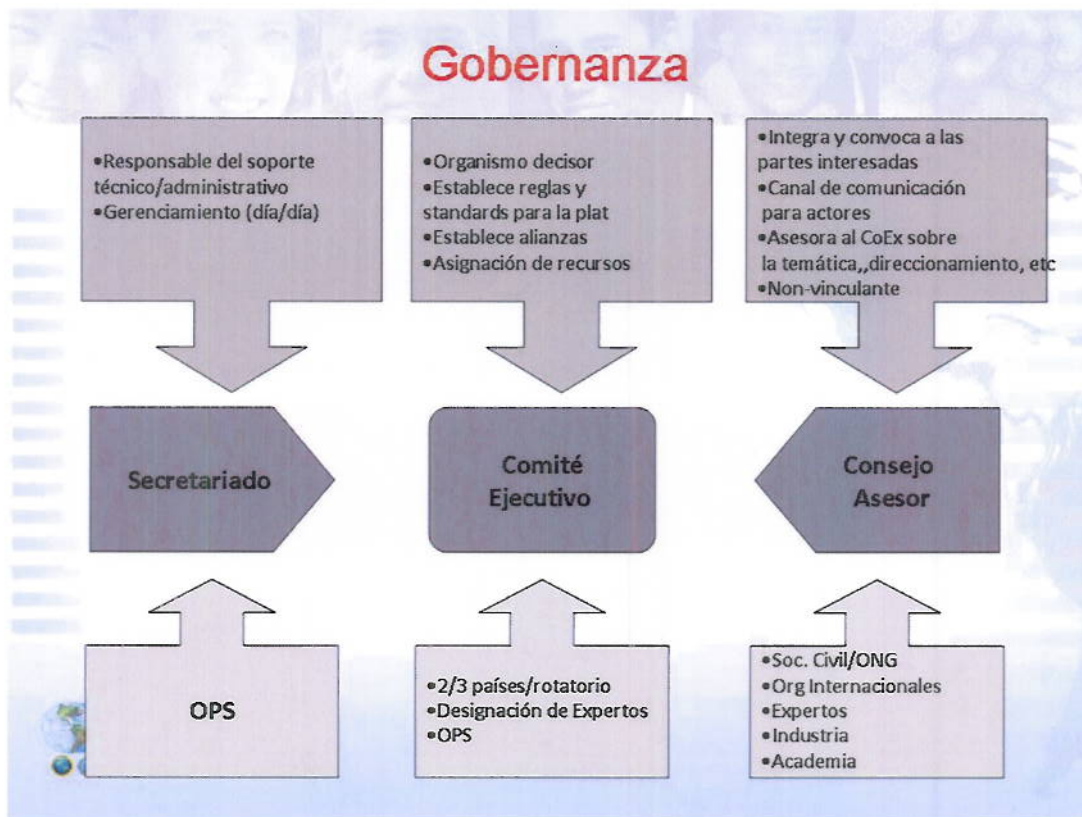 Gobernanza
•Responsable del soporte
técnico/administrativo
•Gerenciamiento (día/día)
•Organismo decisor
•Establece reglas y
standards para la plat
•Establece alianzas
•Asignación de recursos
•Integra y convoca a las
partes interesadas
•Canal de comunicación
para actores
•Asesora al CoEx sobre
la temática,,direccionamiento, etc
•Non-vinculante
Secretariado
Comité
Ejecutivo
Consejo
Asesor
OPS
•2/3 países/rotatorio
•Designación de Expertos
•OPS
•Soc. Civil/ONG
•Org Internacionales
•Expertos
•Industria
•Academia